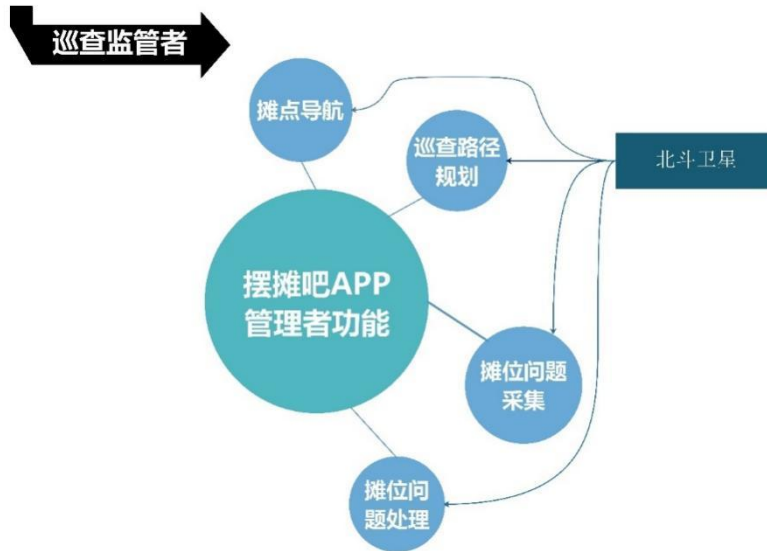 巡查监管者
摊点导航
巡查路径
规划
北斗卫星
摆摊吧APP
管理者功能
摊位问题
采集
摊位问
题处理